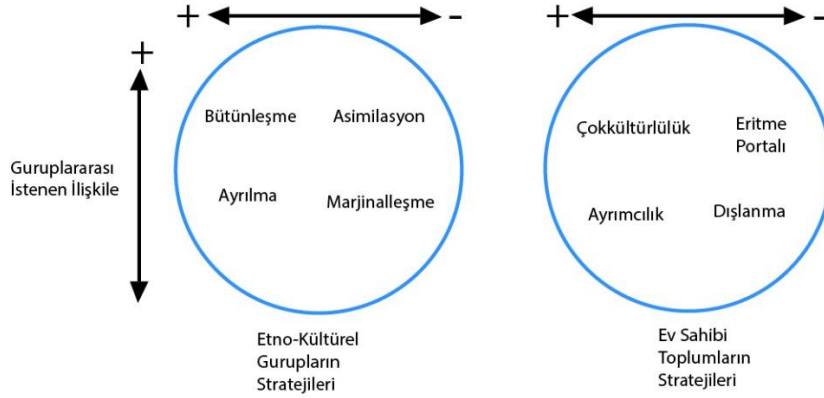 + -
+ -
+
Bütünleşme Asimilasyon
Ayrılma Marjinalleşme
Guruplararası
İstenen İlişkile
Çokkültürlülük
Eritme
Portalı
Ayrımcılık Dışlanma
Etno-Kültürel
Gurupların
Stratejileri
Ev Sahibi
Toplumların
Stratejileri